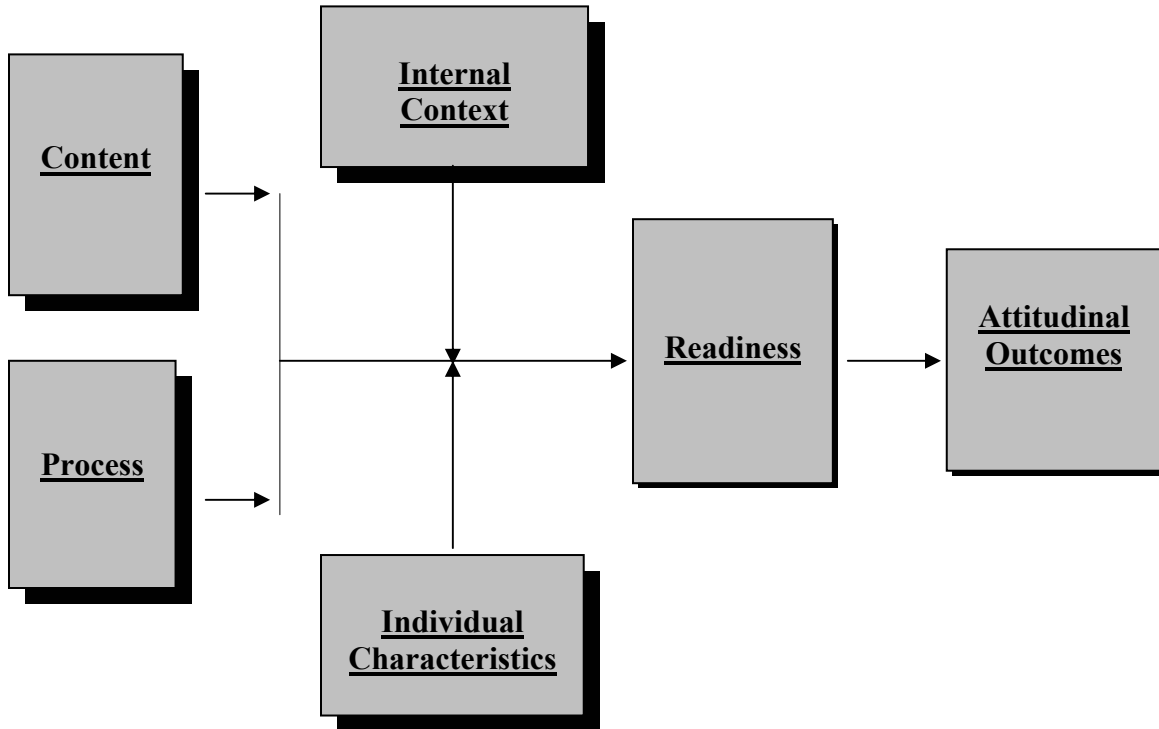 Internal
Context
Content
Readiness
Attitudinal
Outcomes
Process
Individual
Characteristics